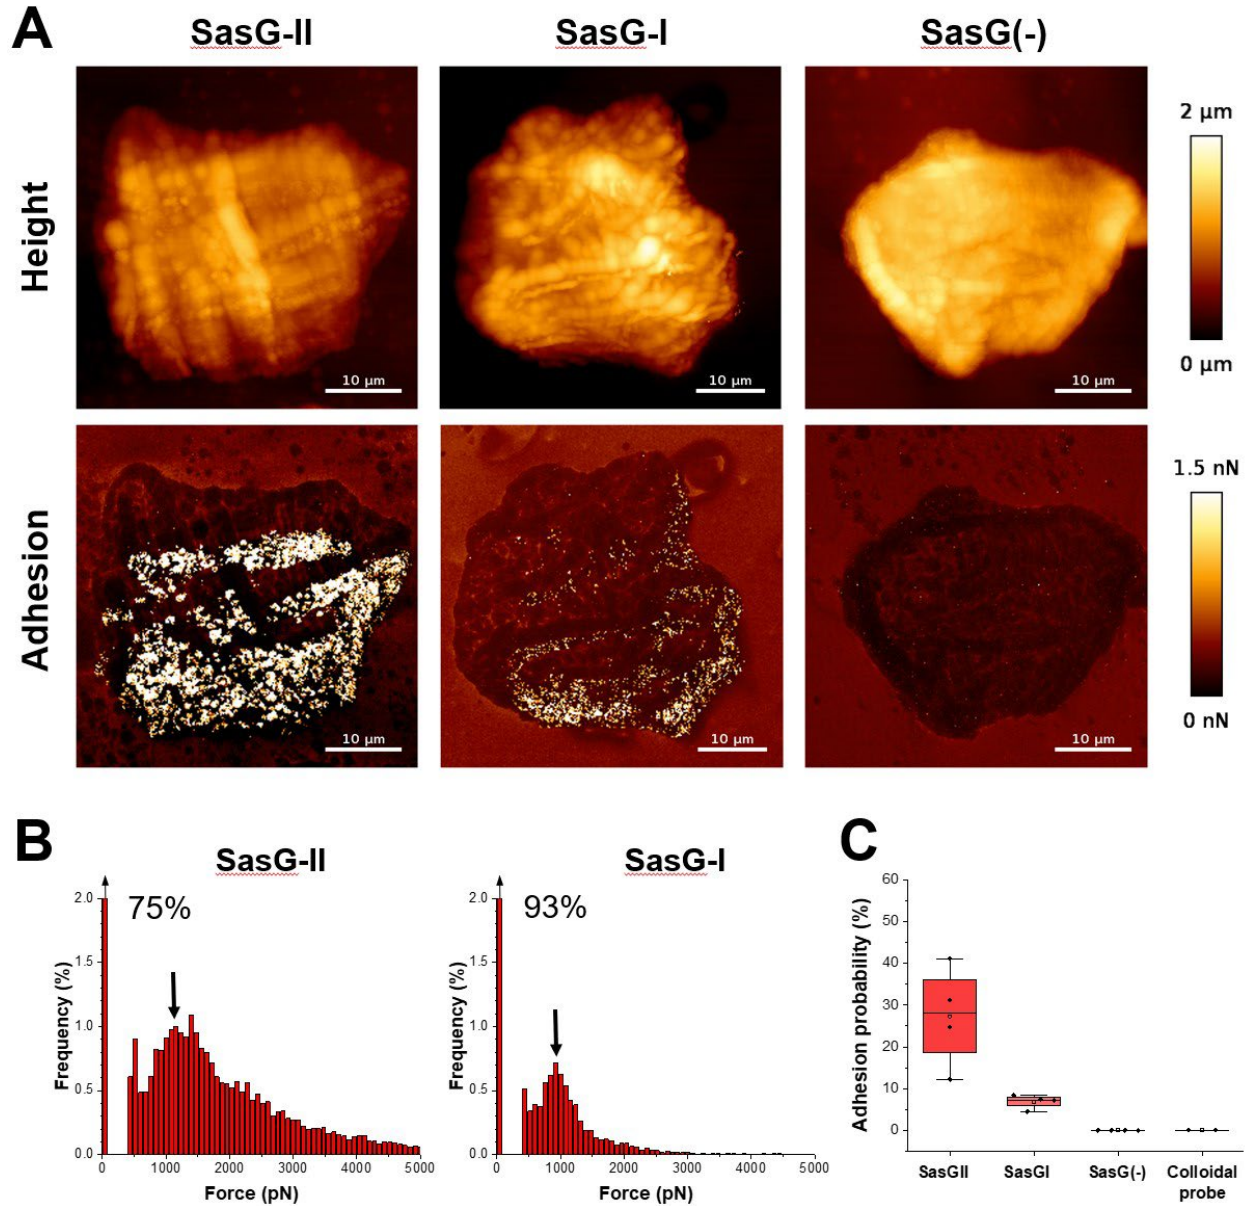 A
SasG-II
SasG-I
SasG(-)
Height
10 µm
10 µm
10 µm
2 µm
0 µm
Adhesion
10 µm
10 µm
10 µm
1.5 nN
0 nN
B
SasG-II
75%
2.0
1.5
1.0
0.5
0.0
Frequency (%)
0 1000 2000 3000 4000 5000
Force (pN)
SasG-I
93%
2.0
1.5
1.0
0.5
0.0
Frequency (%)
0 1000 2000 3000 4000 5000
Force (pN)
C
60
50
40
30
20
10
0
Adhesion probability (%)
SasGII SasGI SasG(-) Colloidal
probe